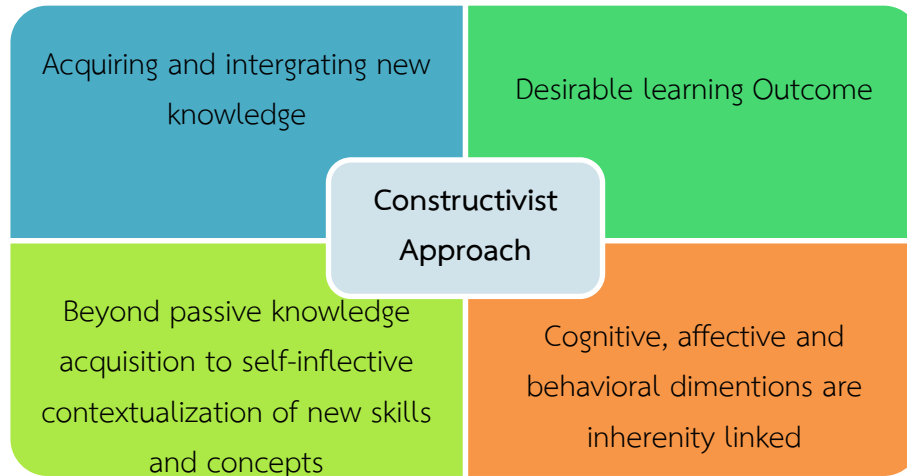 Acquiring and intergrating new
knowledge
Desirable learning Outcome
Constructivist
Approach
Beyond passive knowledge
acquisition to self-inflective
contextualization of new skills
and concepts
Cognitive, affective and
behavioral dimentions are
inherenity linked